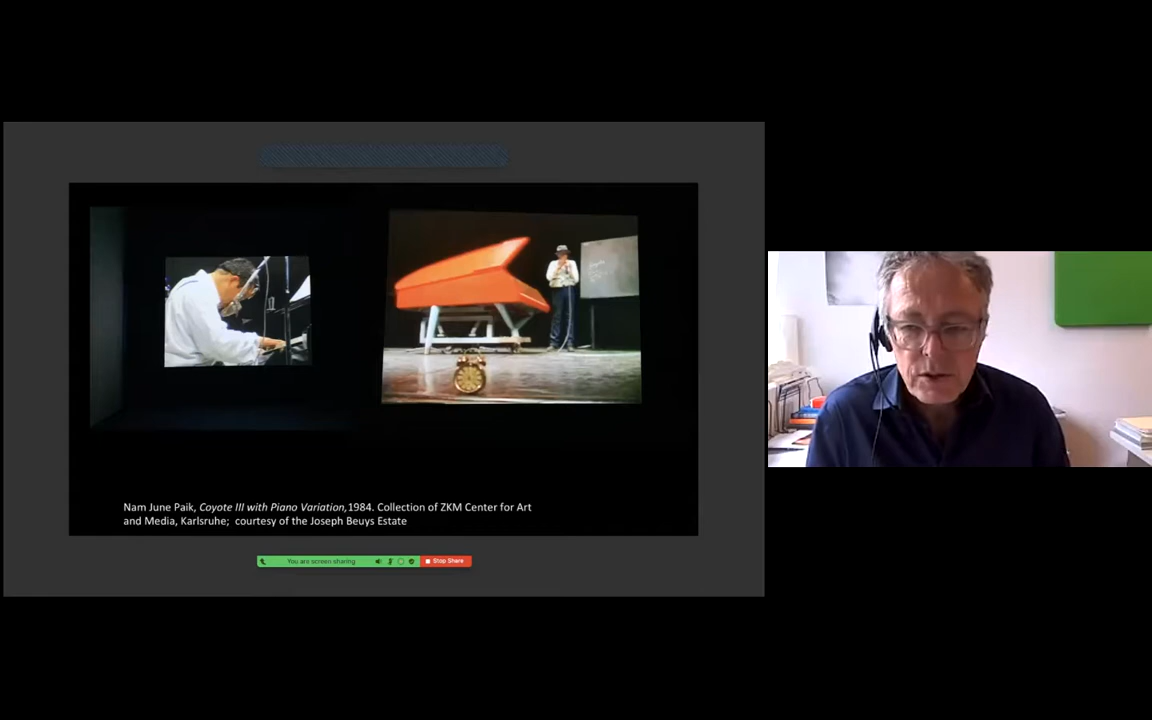 Nam June Paik, Coyote III with Piano Variation, 1984. Collection of ZKM Center for Art
and Media, Karlsruhe; courtesy of the Joseph Beuys Estate
You are screen sharing
Stop Share